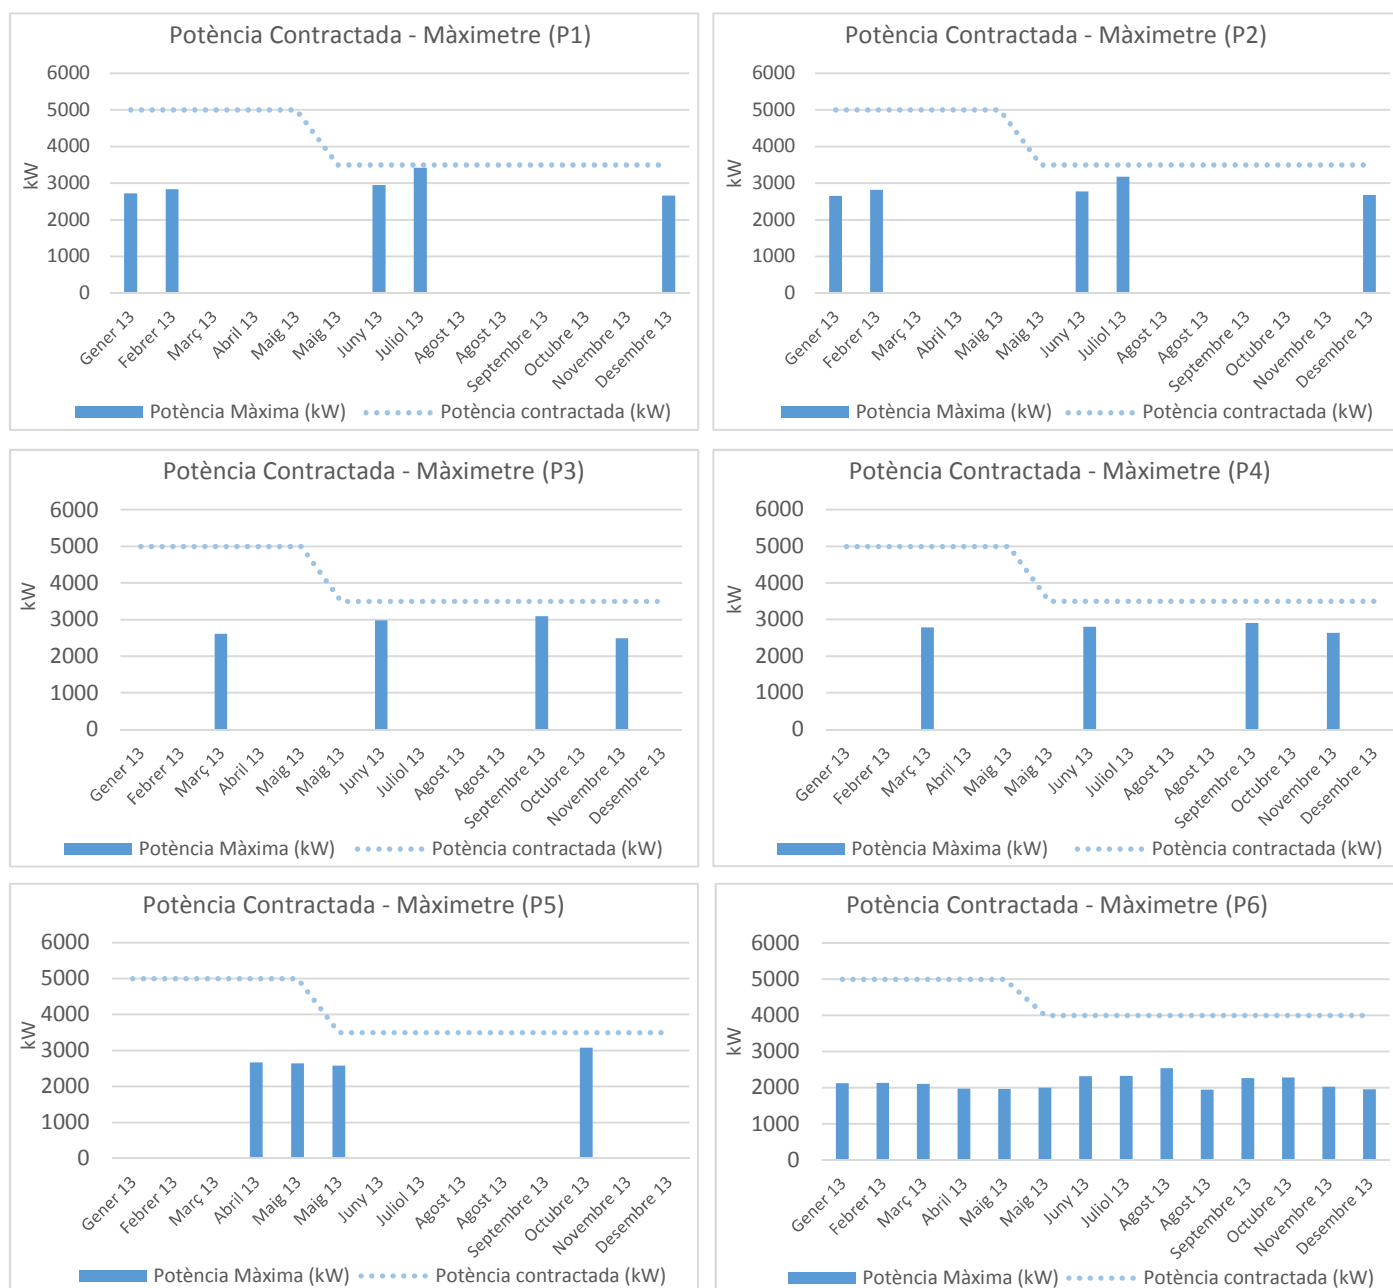 Potència Contractada - Màximetre (P1)
6000
5000
4000
3000
2000
1000
0
kW
Gener 13
Febrer 13
Març 13
Abril 13
Maig 13
Maig 13
Juny 13
Juliol 13
Agost 13
Agost 13
Septembre 13
Octubre 13
Novembre 13
Desembre 13
Potència Màxima (kW) Potència contractada (kW)
Potència Contractada - Màximetre (P2)
6000
5000
4000
3000
2000
1000
0
kW
Gener 13
Febrer 13
Març 13
Abril 13
Maig 13
Maig 13
Juny 13
Juliol 13
Agost 13
Agost 13
Septembre 13
Octubre 13
Novembre 13
Desembre 13
Potència Màxima (kW) Potència contractada (kW)
Potència Contractada - Màximetre (P3)
6000
5000
4000
3000
2000
1000
0
kW
Gener 13
Febrer 13
Març 13
Abril 13
Maig 13
Maig 13
Juny 13
Juliol 13
Agost 13
Agost 13
Septembre 13
Octubre 13
Novembre 13
Desembre 13
Potència Màxima (kW) Potència contractada (kW)
Potència Contractada - Màximetre (P4)
6000
5000
4000
3000
2000
1000
0
kW
Gener 13
Febrer 13
Març 13
Abril 13
Maig 13
Maig 13
Juny 13
Juliol 13
Agost 13
Agost 13
Septembre 13
Octubre 13
Novembre 13
Desembre 13
Potència Màxima (kW) Potència contractada (kW)
Potència Contractada - Màximetre (P5)
6000
5000
4000
3000
2000
1000
0
kW
Gener 13
Febrer 13
Març 13
Abril 13
Maig 13
Maig 13
Juny 13
Juliol 13
Agost 13
Agost 13
Septembre 13
Octubre 13
Novembre 13
Desembre 13
Potència Màxima (kW) Potència contractada (kW)
Potència Contractada - Màximetre (P6)
6000
5000
4000
3000
2000
1000
0
kW
Gener 13
Febrer 13
Març 13
Abril 13
Maig 13
Maig 13
Juny 13
Juliol 13
Agost 13
Agost 13
Septembre 13
Octubre 13
Novembre 13
Desembre 13
Potència Màxima (kW) Potència contractada (kW)